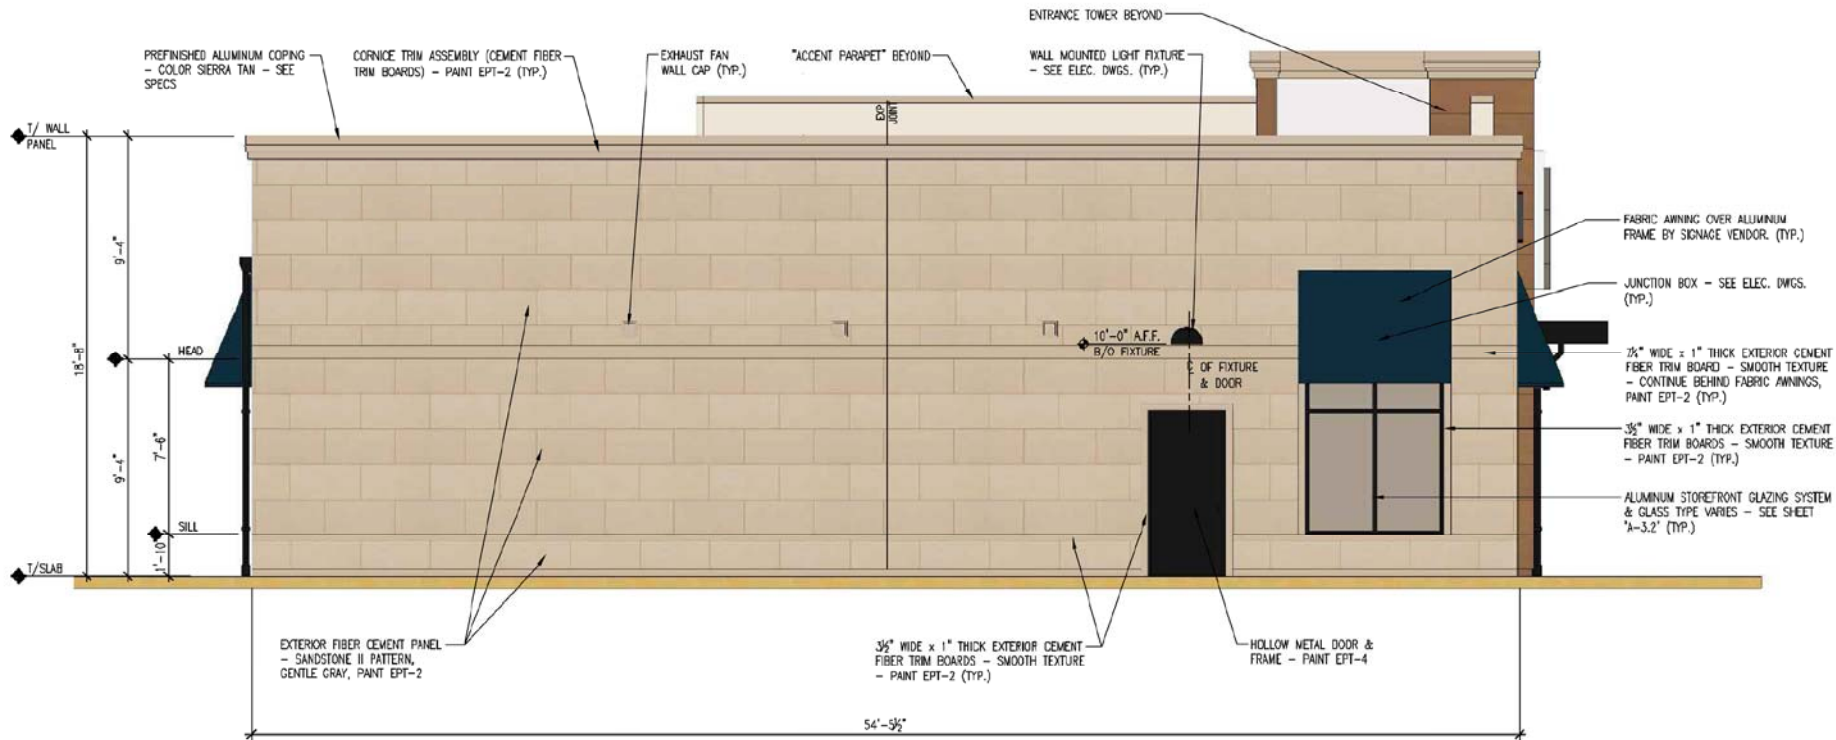 ENTRANCE TOWER BEYOND
PREFINISHED ALUMINUM COPING
- COLOR SIERRA TAN - SEE
SPECS
CORNICE TRIM ASSEMBLY (CEMENT FIBER
TRIM BOARDS) - PAINT EPT-2 (TYP.)
EXHAUST FAN
WALL CAP (TYP.)
"ACCENT PARAPET" BEYOND
WALL MOUNTED LIGHT FIXTURE
- SEE ELEC. DWGS. (TYP.)
EXP
JOINT
T/ WALL
PANEL
9'-4"
18'-8"
HEAD
7'-6"
9'-4"
SILL
1'-10"
T/SLAB
10'-0" A.F.F.
B/O FIXTURE
℄ OF FIXTURE
& DOOR
FABRIC AWNING OVER ALUMINUM
FRAME BY SIGNAGE VENDOR. (TYP.)
JUNCTION BOX - SEE ELEC. DWGS.
(TYP.)
7¼" WIDE x 1" THICK EXTERIOR CEMENT
FIBER TRIM BOARD - SMOOTH TEXTURE
- CONTINUE BEHIND FABRIC AWNINGS,
PAINT EPT-2 (TYP.)
3½" WIDE x 1" THICK EXTERIOR CEMENT
FIBER TRIM BOARDS - SMOOTH TEXTURE
- PAINT EPT-2 (TYP.)
ALUMINUM STOREFRONT GLAZING SYSTEM
& GLASS TYPE VARIES - SEE SHEET
'A-3.2' (TYP.)
EXTERIOR FIBER CEMENT PANEL
- SANDSTONE II PATTERN,
GENTLE GRAY, PAINT EPT-2
3½" WIDE x 1" THICK EXTERIOR CEMENT
FIBER TRIM BOARDS - SMOOTH TEXTURE
- PAINT EPT-2 (TYP.)
HOLLOW METAL DOOR &
FRAME - PAINT EPT-4
54'-5½"